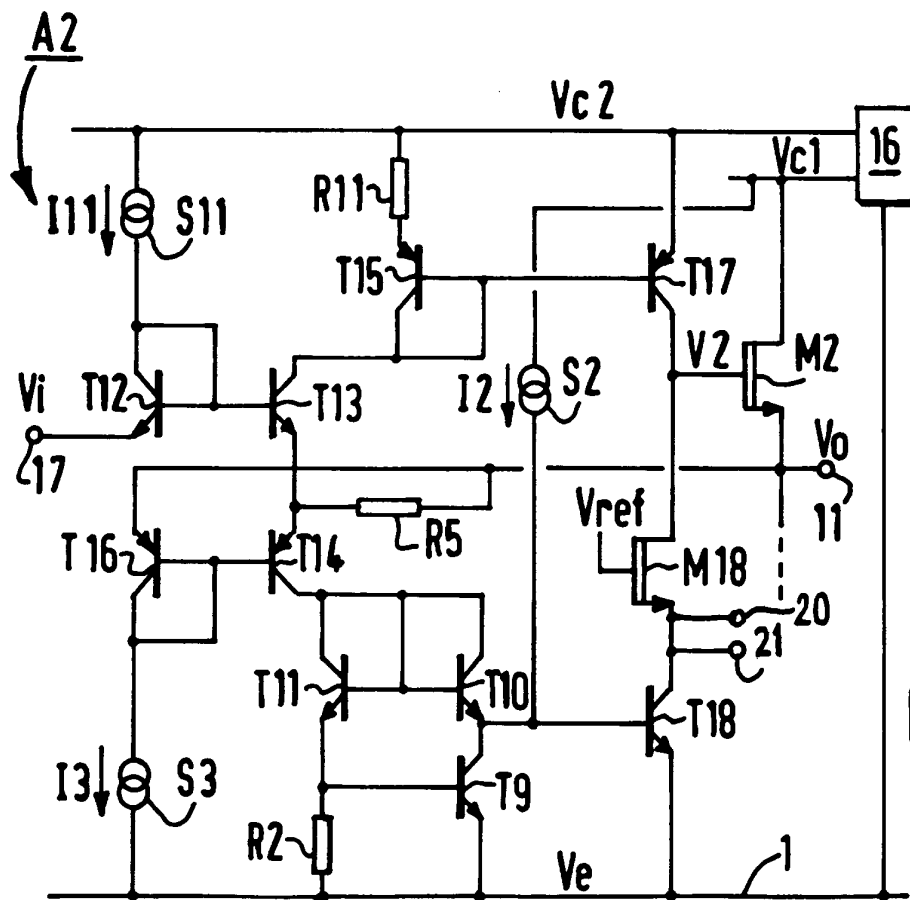 A2
Vc2
Vc1
16
R11
I11
S11
T15
T17
V2
M2
I2
S2
Vi
T12
T13
17
Vo
11
R5
Vref
T16
T14
M18
20
21
T11
T10
T18
I3
S3
T9
R2
Ve
1